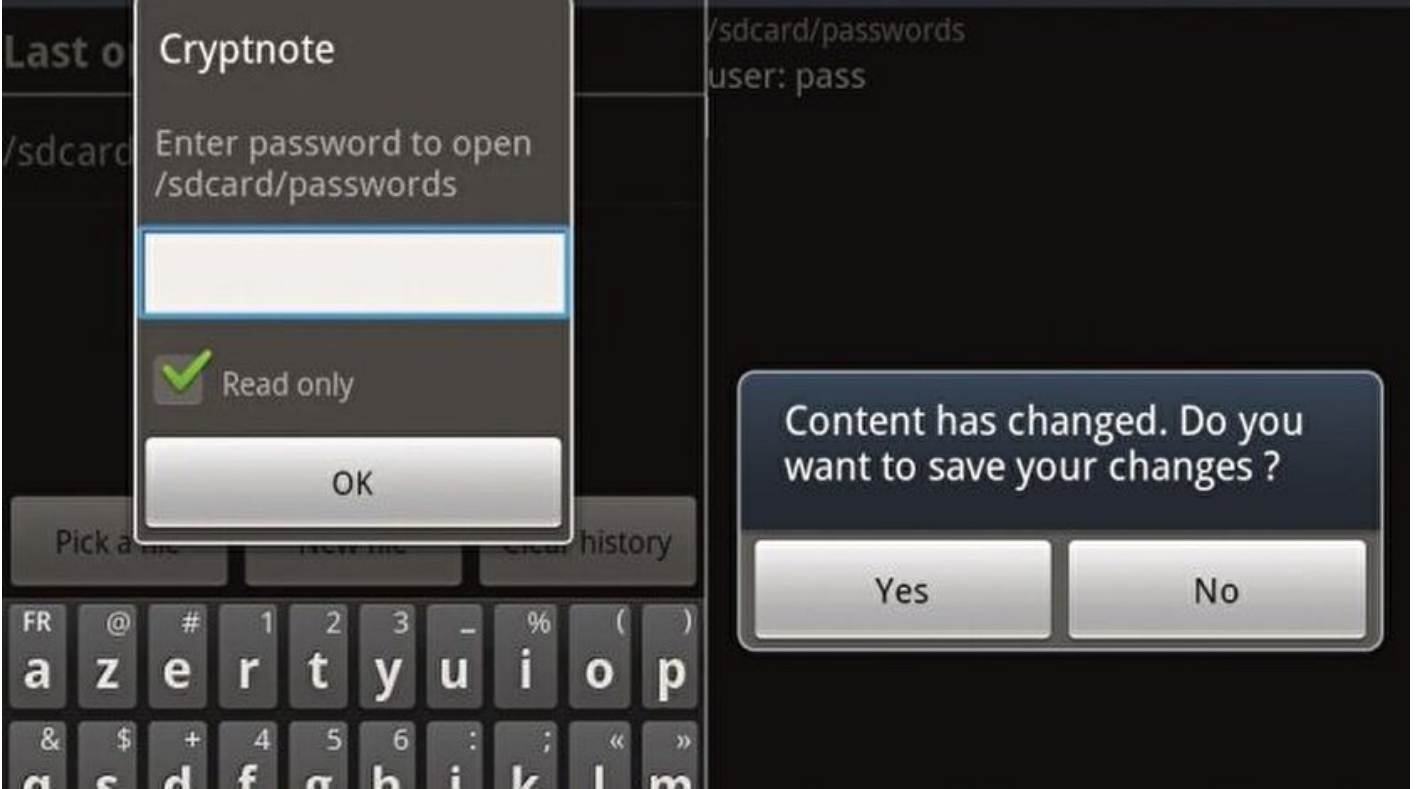 Last o
Cryptnote
/sdcard
Enter password to open
/sdcard/passwords
Read only
OK
Pick a file New file Clear history
FR @ # 1 2 3 _ % ( )
a z e r t y u i o p
& $ + 4 5 6 : ; « »
q s d f g h j k l m
/sdcard/passwords
user: pass
Content has changed. Do you
want to save your changes ?
Yes No